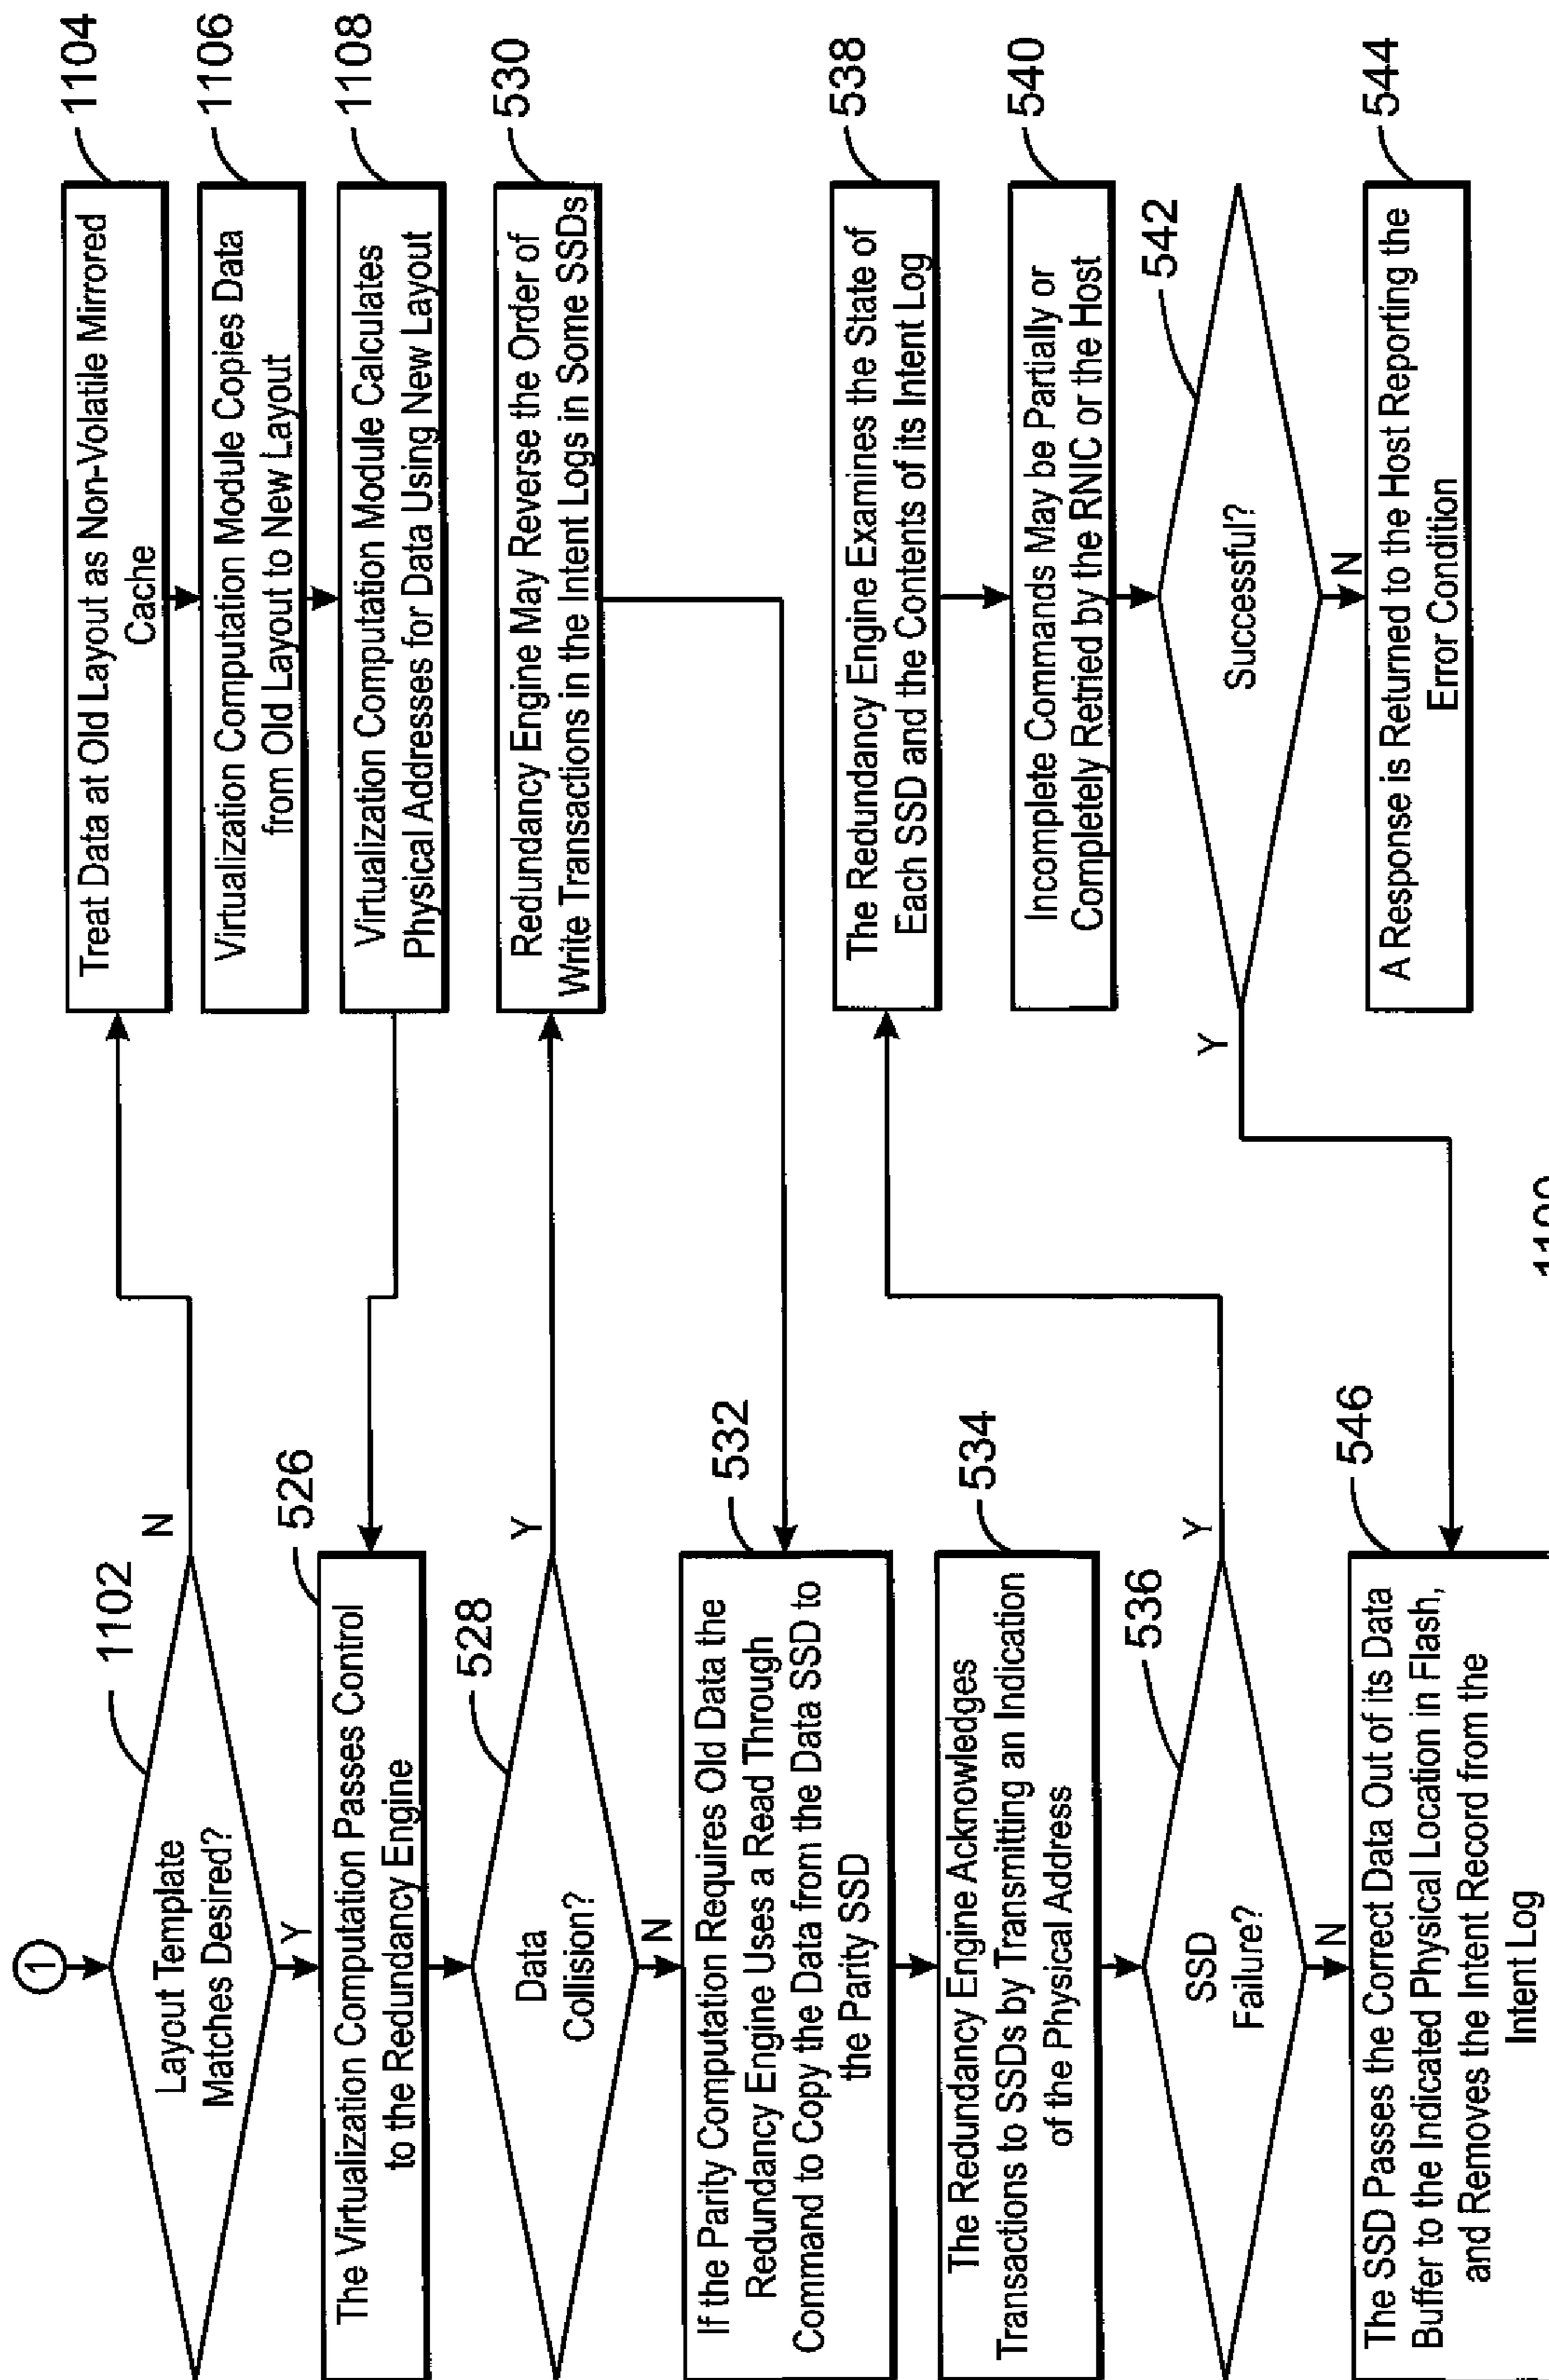 1
1102
Layout Template
Matches Desired?
N
Y
1104
Treat Data at Old Layout as Non-Volatile Mirrored
Cache
1106
Virtualization Computation Module Copies Data
from Old Layout to New Layout
1108
Virtualization Computation Module Calculates
Physical Addresses for Data Using New Layout
526
The Virtualization Computation Passes Control
to the Redundancy Engine
528
Data
Collision?
Y
N
530
Redundancy Engine May Reverse the Order of
Write Transactions in the Intent Logs in Some SSDs
532
If the Parity Computation Requires Old Data the
Redundancy Engine Uses a Read Through
Command to Copy the Data from the Data SSD to
the Parity SSD
534
The Redundancy Engine Acknowledges
Transactions to SSDs by Transmitting an Indication
of the Physical Address
536
SSD
Failure?
Y
N
538
The Redundancy Engine Examines the State of
Each SSD and the Contents of its Intent Log
540
Incomplete Commands May be Partially or
Completely Retried by the RNIC or the Host
542
Successful?
Y
N
544
A Response is Returned to the Host Reporting the
Error Condition
546
The SSD Passes the Correct Data Out of its Data
Buffer to the Indicated Physical Location in Flash,
and Removes the Intent Record from the
Intent Log